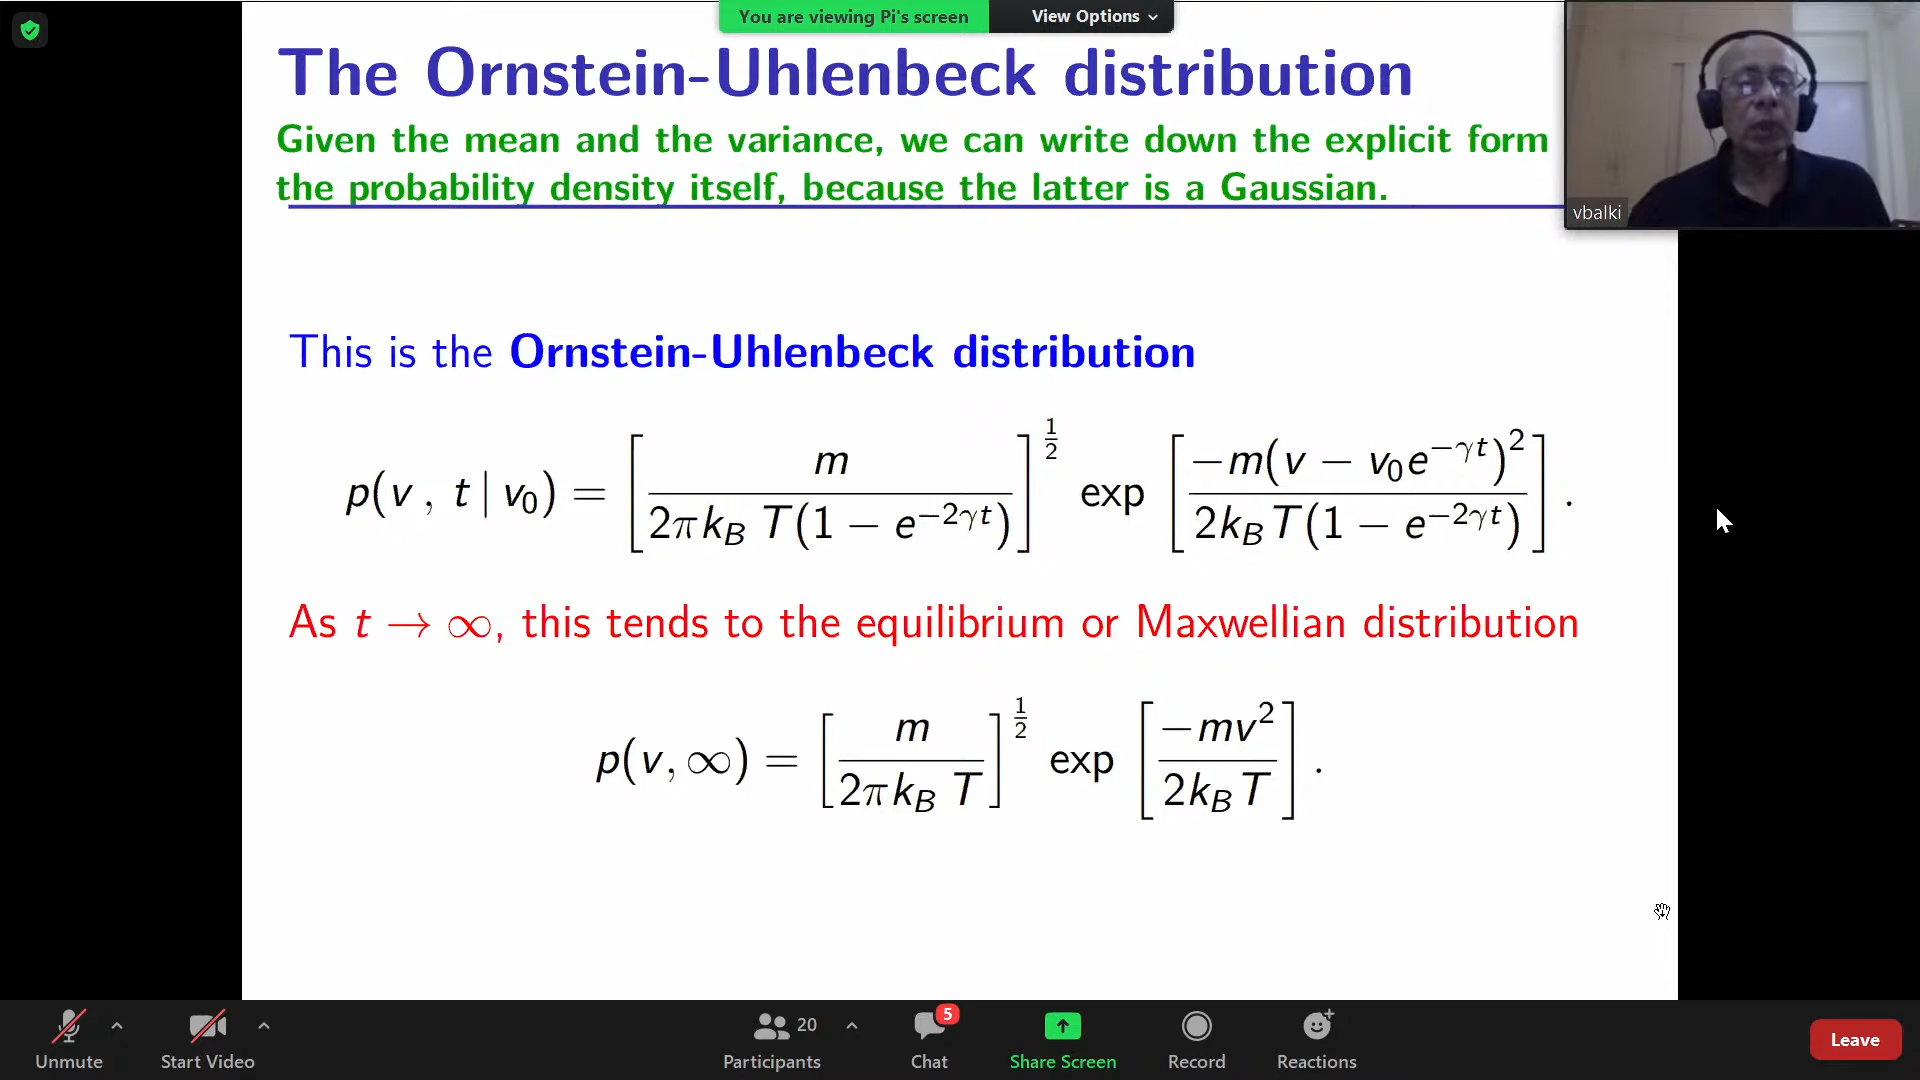 You are viewing Pi's screen View Options
The Ornstein-Uhlenbeck distribution
Given the mean and the variance, we can write down the explicit form
the probability density itself, because the latter is a Gaussian.
vbalki
This is the Ornstein-Uhlenbeck distribution
p(v , t | v₀) = [m / 2πk_B T(1 − e^{−2γt})]^{1/2} exp [−m(v − v₀e^{−γt})² / 2k_B T(1 − e^{−2γt})] .
As t → ∞, this tends to the equilibrium or Maxwellian distribution
p(v, ∞) = [m / 2πk_B T]^{1/2} exp [−mv² / 2k_B T] .
20 5
Unmute Start Video Participants Chat Share Screen Record Reactions Leave